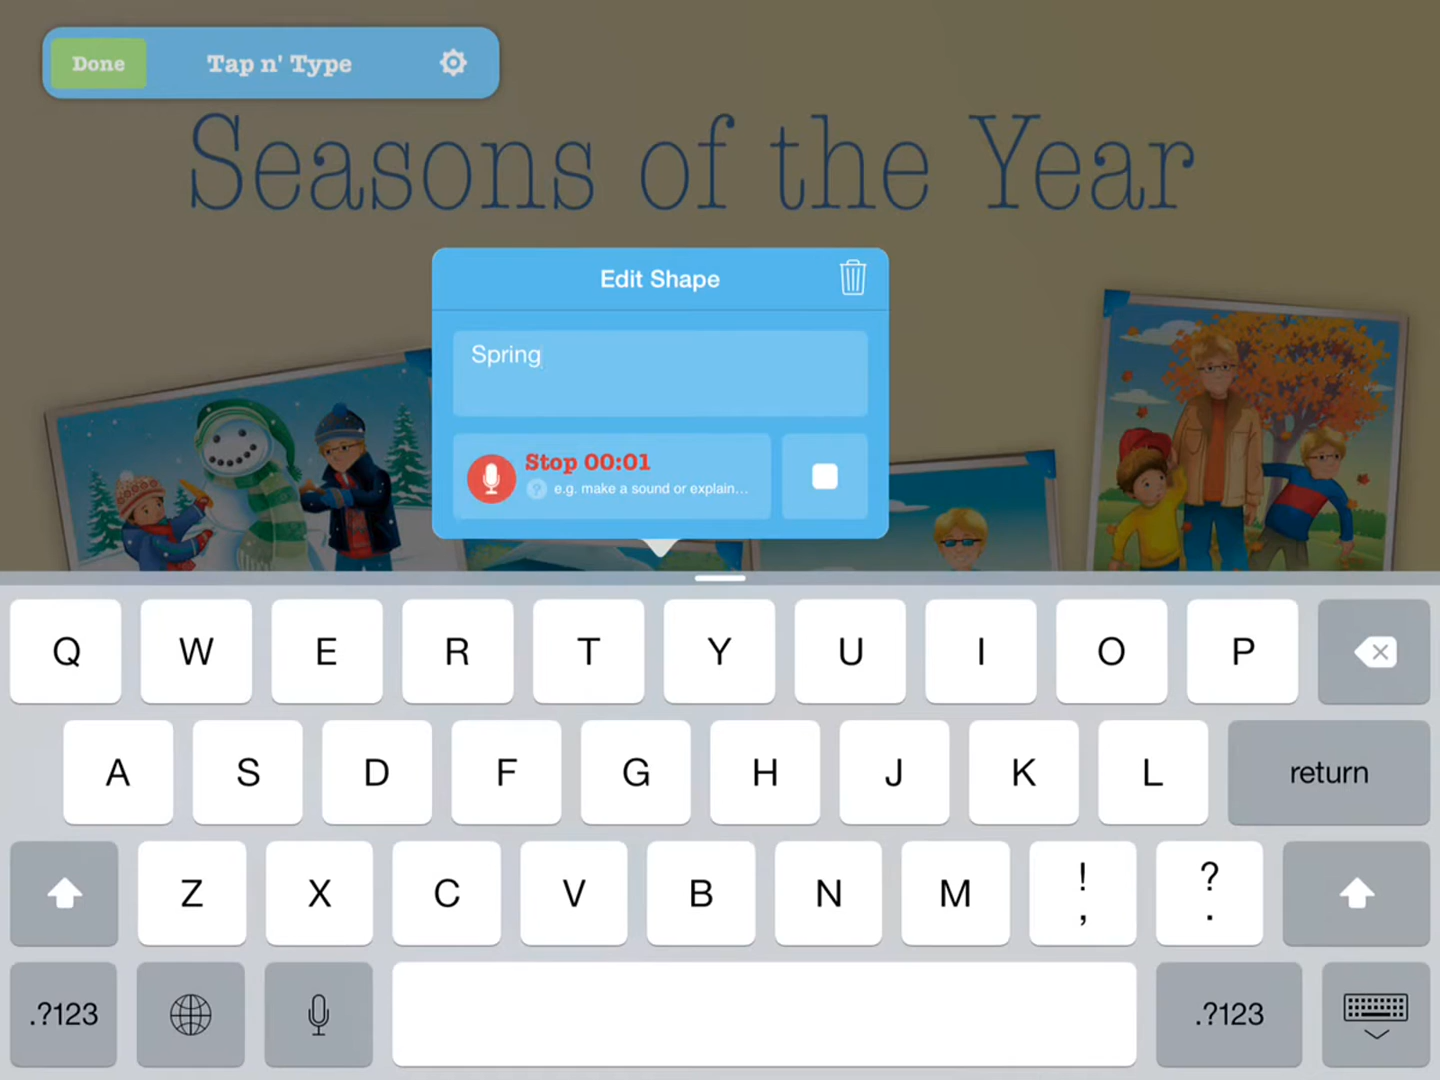 Done Tap n' Type
Seasons of the Year
Edit Shape
Spring
Stop 00:01
? e.g. make a sound or explain...
Q W E R T Y U I O P
A S D F G H J K L return
Z X C V B N M ! , ? .
.?123 .?123